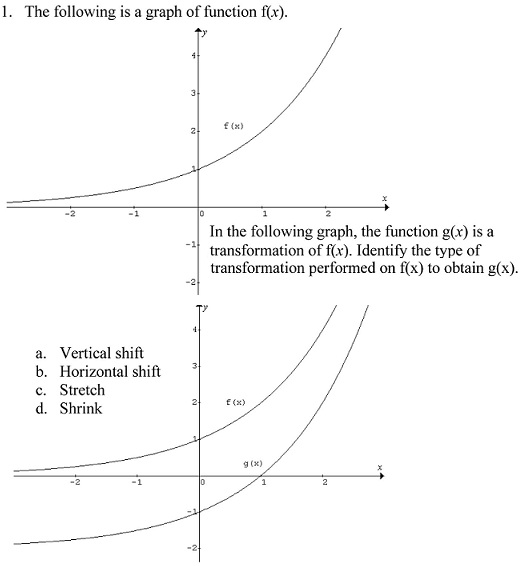 1. The following is a graph of function f(x).
y
4
3
f(x)
2
1
x
-2 -1 0 1 2
In the following graph, the function g(x) is a
-1
transformation of f(x). Identify the type of
transformation performed on f(x) to obtain g(x).
-2
y
4
a. Vertical shift
3
b. Horizontal shift
c. Stretch
2
f(x)
d. Shrink
1
g(x)
x
-2 -1 0 1 2
-1
-2